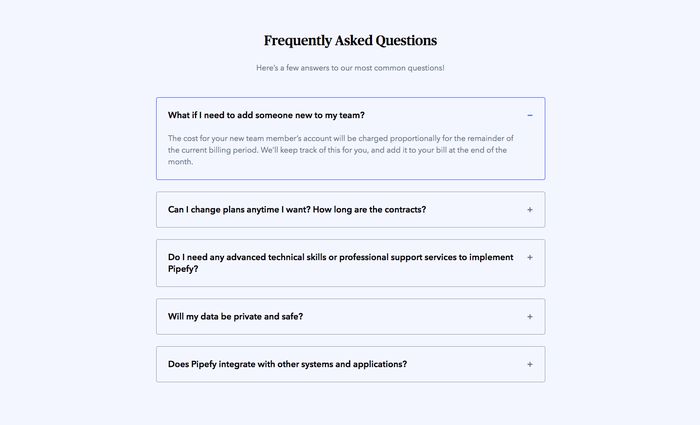 Frequently Asked Questions
Here's a few answers to our most common questions!
What if I need to add someone new to my team?
The cost for your new team member's account will be charged proportionally for the remainder of
the current billing period. We'll keep track of this for you, and add it to your bill at the end of the
month.
Can I change plans anytime I want? How long are the contracts?
Do I need any advanced technical skills or professional support services to implement
Pipefy?
Will my data be private and safe?
Does Pipefy integrate with other systems and applications?